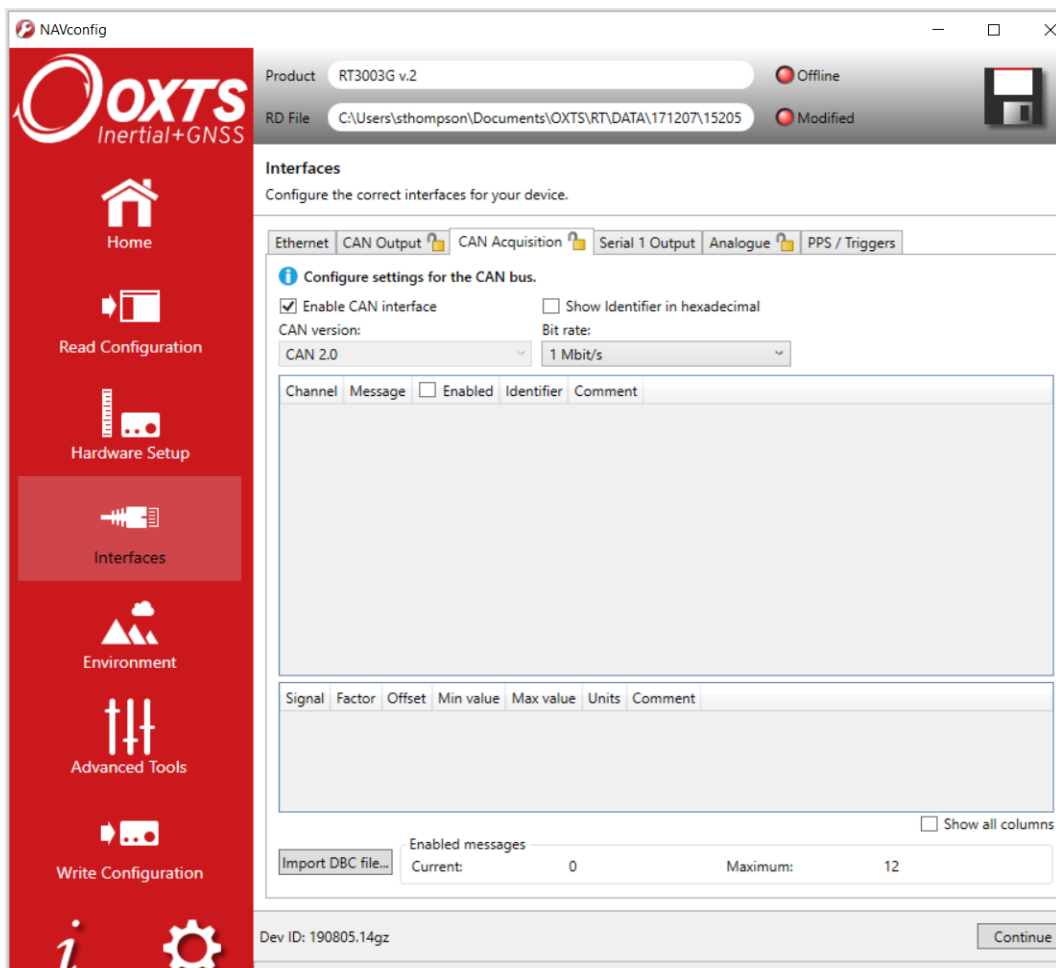 NAVconfig
OXTS
Inertial+GNSS
Product RT3003G v.2 Offline
RD File C:\Users\sthompson\Documents\OXTS\RT\DATA\171207\15205 Modified
Home
Read Configuration
Hardware Setup
Interfaces
Environment
Advanced Tools
Write Configuration
Interfaces
Configure the correct interfaces for your device.
Ethernet CAN Output CAN Acquisition Serial 1 Output Analogue PPS / Triggers
Configure settings for the CAN bus.
Enable CAN interface Show Identifier in hexadecimal
CAN version: Bit rate:
CAN 2.0 1 Mbit/s
Channel Message Enabled Identifier Comment
Signal Factor Offset Min value Max value Units Comment
Show all columns
Import DBC file...
Enabled messages
Current: 0 Maximum: 12
Dev ID: 190805.14gz Continue